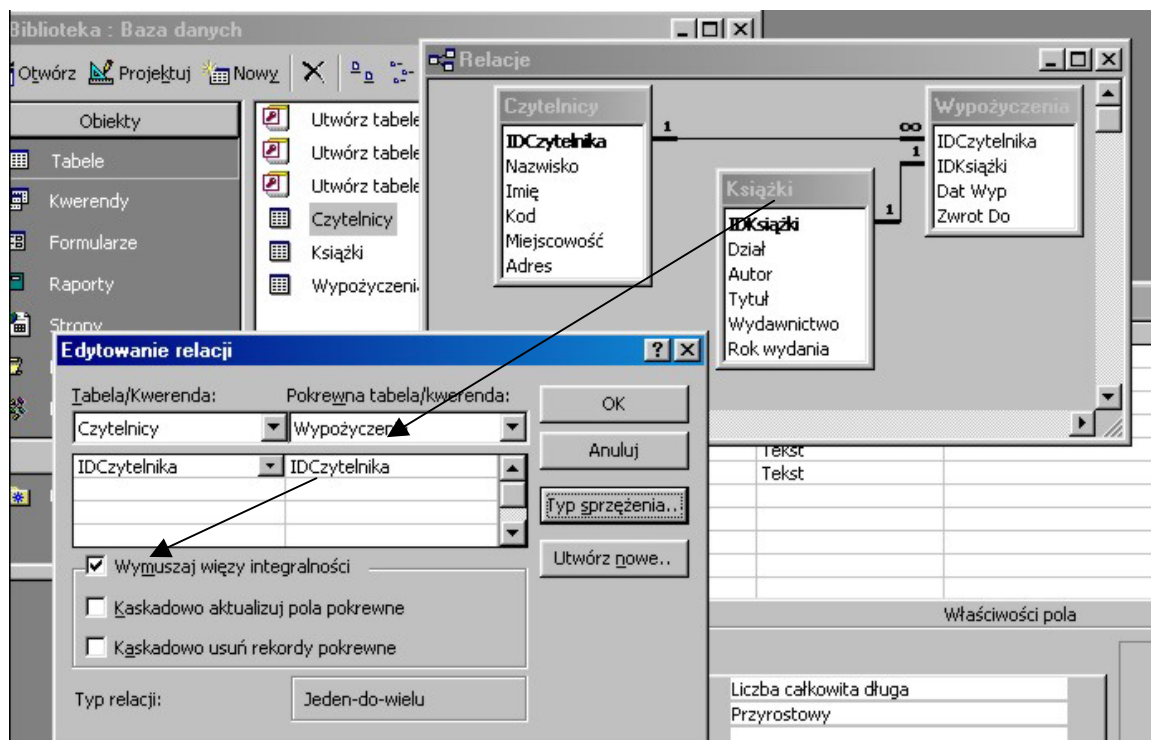 Biblioteka : Baza danych
Otwórz Projektuj Nowy
Obiekty
Tabele
Kwerendy
Formularze
Raporty
Strony
Utwórz tabelę
Utwórz tabelę
Utwórz tabelę
Czytelnicy
Książki
Wypożyczenia
Relacje
Czytelnicy
IDCzytelnika
Nazwisko
Imię
Kod
Miejscowość
Adres
1
∞
Książki
IDKsiążki
Dział
Autor
Tytuł
Wydawnictwo
Rok wydania
1
1
Wypożyczenia
IDCzytelnika
IDKsiążki
Dat Wyp
Zwrot Do
Edytowanie relacji
Tabela/Kwerenda: Pokrewna tabela/kwerenda:
Czytelnicy Wypożyczenia
IDCzytelnika IDCzytelnika
Wymuszaj więzy integralności
Kaskadowo aktualizuj pola pokrewne
Kaskadowo usuń rekordy pokrewne
Typ relacji: Jeden-do-wielu
OK
Anuluj
Typ sprzężenia..
Utwórz nowe..
Tekst
Tekst
Właściwości pola
Liczba całkowita długa
Przyrostowy